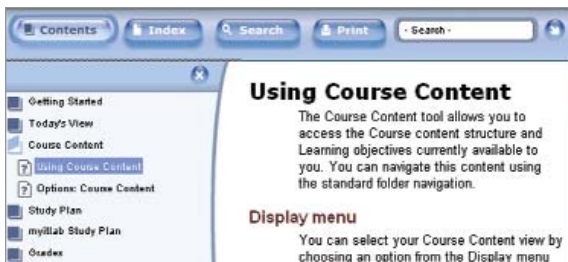 Contents Index Search Print - Search -
Getting Started
Today's View
Course Content
Using Course Content
Options: Course Content
Study Plan
myitlab Study Plan
Grades
Using Course Content
The Course Content tool allows you to
access the Course content structure and
Learning objectives currently available to
you. You can navigate this content using
the standard folder navigation.
Display menu
You can select your Course Content view by
choosing an option from the Display menu